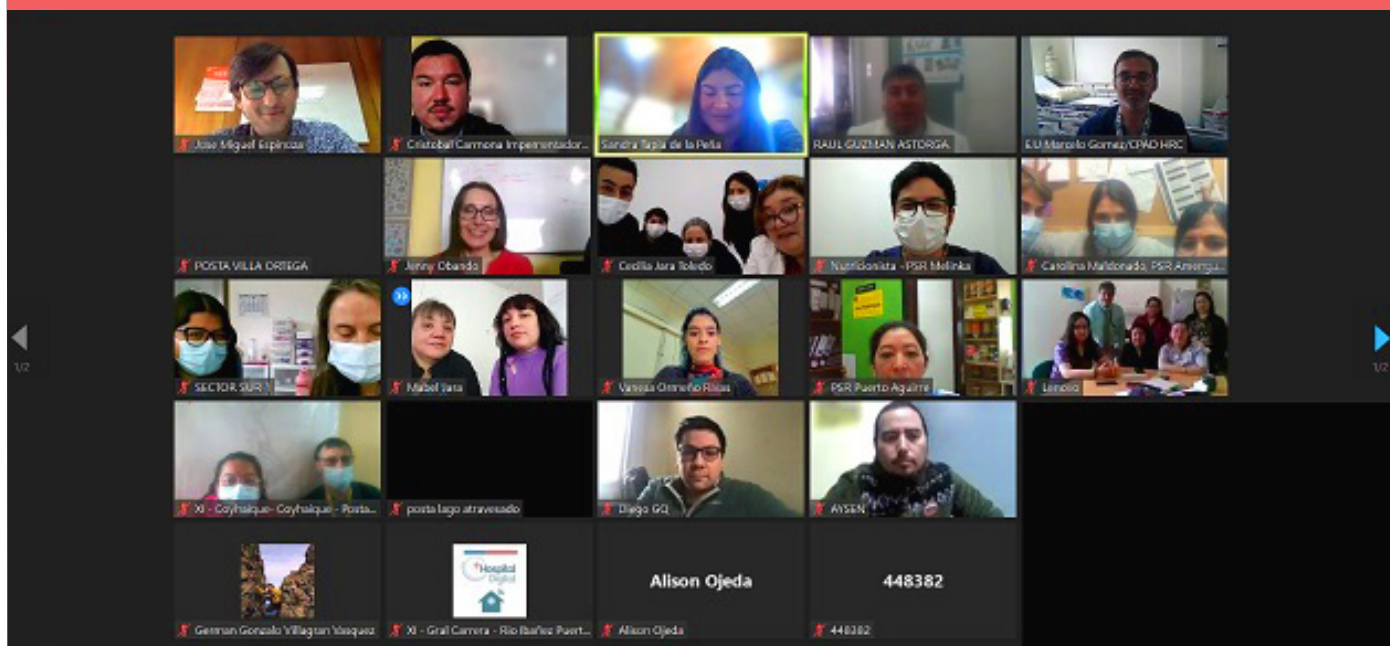 Jose Miguel Espinoza
Cristobal Carmona Impementador...
Sandra Tapia de la Peña
RAUL GUZMAN ASTORGA
EU Marcelo Gomez/CPAD HRC
POSTA VILLA ORTEGA
Jenny Obando
Cecilia Jara Toledo
Nutricionista - PSR Melinka
Carolina Maldonado, PSR Amengu...
SECTOR SUR
Mabel Jara
Vanesa Ormeño Rivas
PSR Puerto Aguirre
Lenovo
1/2
1/2
XI - Coyhaique- Coyhaique - Posta...
posta lago atravesado
Diego GQ
AYSEN
Hospital
Digital
Alison Ojeda
448382
German Gonzalo Villagran Vasquez
XI - Gral Carrera - Rio Ibañez Puert...
Alison Ojeda
448382